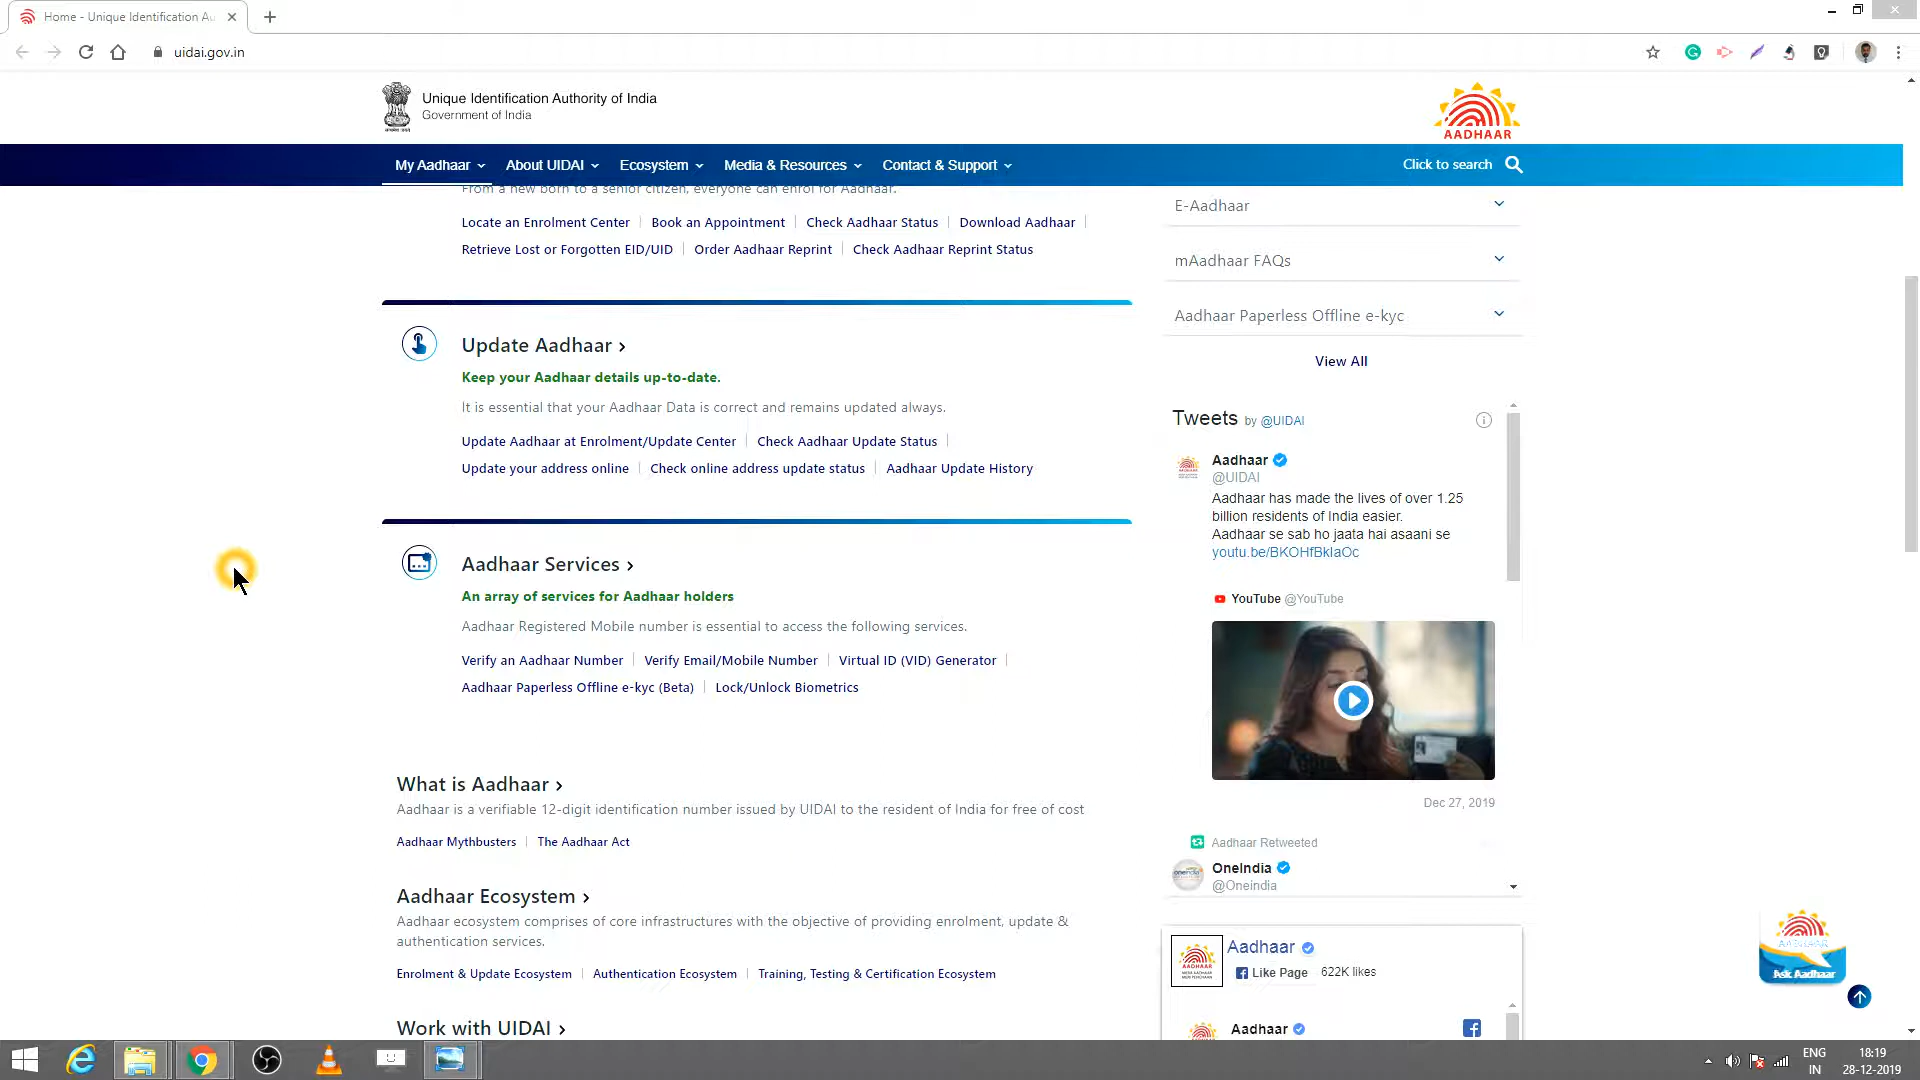 Home - Unique Identification Au
uidai.gov.in
Unique Identification Authority of India
Government of India
AADHAAR
My Aadhaar
About UIDAI
Ecosystem
Media & Resources
Contact & Support
Click to search
From a new born to a senior citizen, everyone can enrol for Aadhaar.
Locate an Enrolment Center
Book an Appointment
Check Aadhaar Status
Download Aadhaar
Retrieve Lost or Forgotten EID/UID
Order Aadhaar Reprint
Check Aadhaar Reprint Status
Update Aadhaar
Keep your Aadhaar details up-to-date.
It is essential that your Aadhaar Data is correct and remains updated always.
Update Aadhaar at Enrolment/Update Center
Check Aadhaar Update Status
Update your address online
Check online address update status
Aadhaar Update History
Aadhaar Services
An array of services for Aadhaar holders
Aadhaar Registered Mobile number is essential to access the following services.
Verify an Aadhaar Number
Verify Email/Mobile Number
Virtual ID (VID) Generator
Aadhaar Paperless Offline e-kyc (Beta)
Lock/Unlock Biometrics
What is Aadhaar
Aadhaar is a verifiable 12-digit identification number issued by UIDAI to the resident of India for free of cost
Aadhaar Mythbusters
The Aadhaar Act
Aadhaar Ecosystem
Aadhaar ecosystem comprises of core infrastructures with the objective of providing enrolment, update &
authentication services.
Enrolment & Update Ecosystem
Authentication Ecosystem
Training, Testing & Certification Ecosystem
Work with UIDAI
E-Aadhaar
mAadhaar FAQs
Aadhaar Paperless Offline e-kyc
View All
Tweets by @UIDAI
Aadhaar
@UIDAI
Aadhaar has made the lives of over 1.25
billion residents of India easier.
Aadhaar se sab ho jaata hai asaani se
youtu.be/BKOHfBklaOc
YouTube @YouTube
Dec 27, 2019
Aadhaar Retweeted
OneIndia
@Oneindia
Aadhaar
Like Page
622K likes
Aadhaar
AADHAAR
Ask Aadhaar
ENG
IN
18:19
28-12-2019